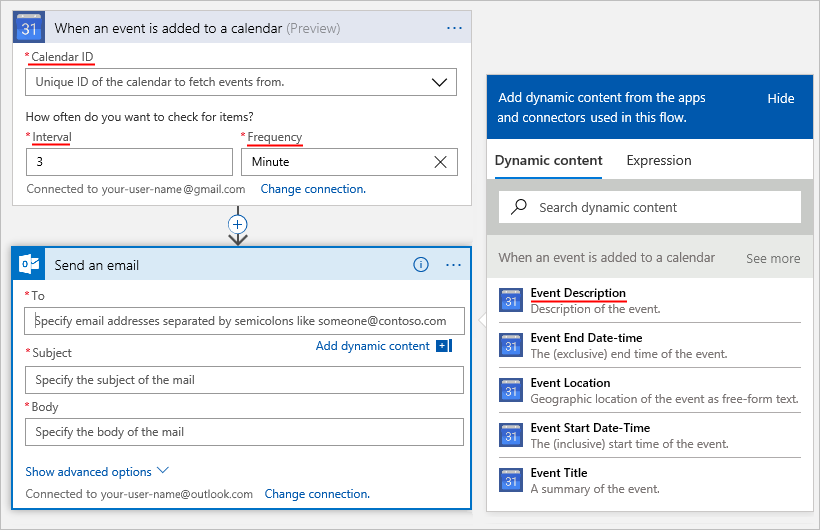 31
When an event is added to a calendar (Preview)
...
* Calendar ID
Unique ID of the calendar to fetch events from.
How often do you want to check for items?
* Interval
* Frequency
3
Minute
Connected to your-user-name@gmail.com
Change connection.
Send an email
...
* To
Specify email addresses separated by semicolons like someone@contoso.com
Add dynamic content
* Subject
Specify the subject of the mail
* Body
Specify the body of the mail
Show advanced options
Connected to your-user-name@outlook.com
Change connection.
Add dynamic content from the apps
and connectors used in this flow.
Hide
Dynamic content
Expression
Search dynamic content
When an event is added to a calendar
See more
31
Event Description
Description of the event.
31
Event End Date-time
The (exclusive) end time of the event.
31
Event Location
Geographic location of the event as free-form text.
31
Event Start Date-Time
The (inclusive) start time of the event.
31
Event Title
A summary of the event.